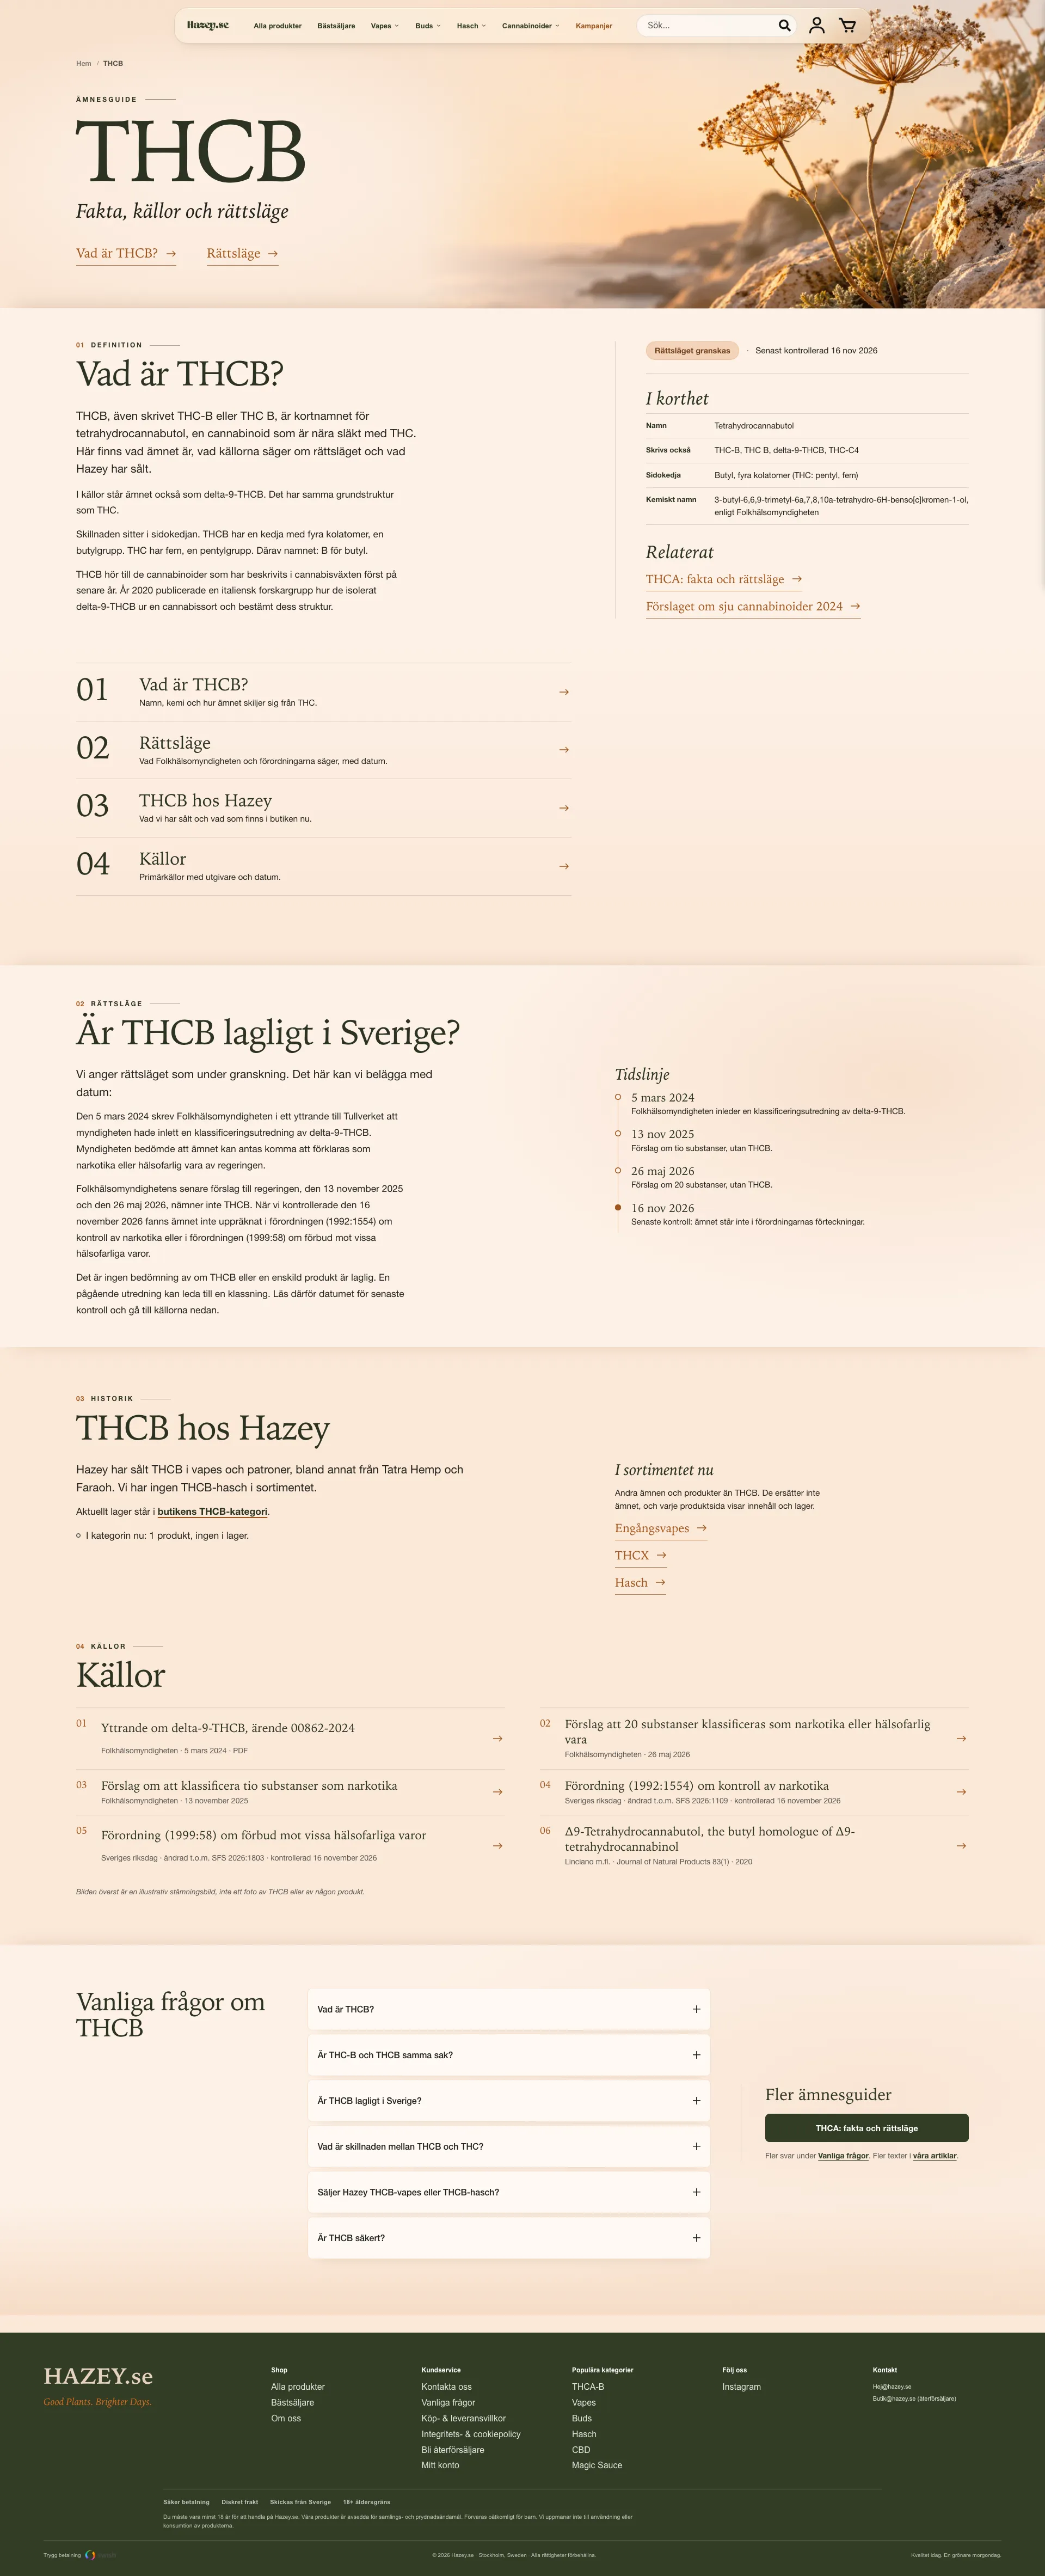 Hazey.se
Alla produkter
Bästsäljare
Vapes
Buds
Hasch
Cannabinoider
Kampanjer
Sök...
Hem / THCB
ÄMNESGUIDE
THCB
Fakta, källor och rättsläge
Vad är THCB? →
Rättsläge →
01 DEFINITION
Vad är THCB?
THCB, även skrivet THC-B eller THC B, är kortnamnet för
tetrahydrocannabutol, en cannabinoid som är nära släkt med THC.
Här finns vad ämnet är, vad källorna säger om rättsläget och vad
Hazey har sålt.
I källor står ämnet också som delta-9-THCB. Det har samma grundstruktur
som THC.
Skillnaden sitter i sidokedjan. THCB har en kedja med fyra kolatomer, en
butylgrupp. THC har fem, en pentylgrupp. Därav namnet: B för butyl.
THCB hör till de cannabinoider som har beskrivits i cannabisväxten först på
senare år. År 2020 publicerade en italiensk forskargrupp hur de isolerat
delta-9-THCB ur en cannabissort och bestämt dess struktur.
Rättsläget granskas · Senast kontrollerad 16 nov 2026
I korthet
Namn Tetrahydrocannabutol
Skrivs också THC-B, THC B, delta-9-THCB, THC-C4
Sidokedja Butyl, fyra kolatomer (THC: pentyl, fem)
Kemiskt namn 3-butyl-6,6,9-trimetyl-6a,7,8,10a-tetrahydro-6H-benso[c]kromen-1-ol,
enligt Folkhälsomyndigheten
Relaterat
THCA: fakta och rättsläge →
Förslaget om sju cannabinoider 2024 →
01 Vad är THCB? →
Namn, kemi och hur ämnet skiljer sig från THC.
02 Rättsläge →
Vad Folkhälsomyndigheten och förordningarna säger, med datum.
03 THCB hos Hazey →
Vad vi har sålt och vad som finns i butiken nu.
04 Källor →
Primärkällor med utgivare och datum.
02 RÄTTSLÄGE
Är THCB lagligt i Sverige?
Vi anger rättsläget som under granskning. Det här kan vi belägga med
datum:
Den 5 mars 2024 skrev Folkhälsomyndigheten i ett yttrande till Tullverket att
myndigheten hade inlett en klassificeringsutredning av delta-9-THCB.
Myndigheten bedömde att ämnet kan antas komma att förklaras som
narkotika eller hälsofarlig vara av regeringen.
Folkhälsomyndighetens senare förslag till regeringen, den 13 november 2025
och den 26 maj 2026, nämner inte THCB. När vi kontrollerade den 16
november 2026 fanns ämnet inte uppräknat i förordningen (1992:1554) om
kontroll av narkotika eller i förordningen (1999:58) om förbud mot vissa
hälsofarliga varor.
Det är ingen bedömning av om THCB eller en enskild produkt är laglig. En
pågående utredning kan leda till en klassning. Läs därför datumet för senaste
kontroll och gå till källorna nedan.
Tidslinje
5 mars 2024
Folkhälsomyndigheten inleder en klassificeringsutredning av delta-9-THCB.
13 nov 2025
Förslag om tio substanser, utan THCB.
26 maj 2026
Förslag om 20 substanser, utan THCB.
16 nov 2026
Senaste kontroll: ämnet står inte i förordningarnas förteckningar.
03 HISTORIK
THCB hos Hazey
Hazey har sålt THCB i vapes och patroner, bland annat från Tatra Hemp och
Faraoh. Vi har ingen THCB-hasch i sortimentet.
Aktuellt lager står i butikens THCB-kategori.
I kategorin nu: 1 produkt, ingen i lager.
I sortimentet nu
Andra ämnen och produkter än THCB. De ersätter inte
ämnet, och varje produktsida visar innehåll och lager.
Engångsvapes →
THCX →
Hasch →
04 KÄLLOR
Källor
01 Yttrande om delta-9-THCB, ärende 00862-2024 →
Folkhälsomyndigheten · 5 mars 2024 · PDF
02 Förslag att 20 substanser klassificeras som narkotika eller hälsofarlig
vara →
Folkhälsomyndigheten · 26 maj 2026
03 Förslag om att klassificera tio substanser som narkotika →
Folkhälsomyndigheten · 13 november 2025
04 Förordning (1992:1554) om kontroll av narkotika →
Sveriges riksdag · ändrad t.o.m. SFS 2026:1109 · kontrollerad 16 november 2026
05 Förordning (1999:58) om förbud mot vissa hälsofarliga varor →
Sveriges riksdag · ändrad t.o.m. SFS 2026:1803 · kontrollerad 16 november 2026
06 Δ9-Tetrahydrocannabutol, the butyl homologue of Δ9-
tetrahydrocannabinol →
Linciano m.fl. · Journal of Natural Products 83(1) · 2020
Bilden överst är en illustrativ stämningsbild, inte ett foto av THCB eller av någon produkt.
Vanliga frågor om
THCB
Vad är THCB? +
Är THC-B och THCB samma sak? +
Är THCB lagligt i Sverige? +
Vad är skillnaden mellan THCB och THC? +
Säljer Hazey THCB-vapes eller THCB-hasch? +
Är THCB säkert? +
Fler ämnesguider
THCA: fakta och rättsläge
Fler svar under Vanliga frågor. Fler texter i våra artiklar.
HAZEY.se
Good Plants. Brighter Days.
Shop
Alla produkter
Bästsäljare
Om oss
Kundservice
Kontakta oss
Vanliga frågor
Köp- & leveransvillkor
Integritets- & cookiepolicy
Bli återförsäljare
Mitt konto
Populära kategorier
THCA-B
Vapes
Buds
Hasch
CBD
Magic Sauce
Följ oss
Instagram
Kontakt
Hej@hazey.se
Butik@hazey.se (återförsäljare)
Säker betalning
Diskret frakt
Skickas från Sverige
18+ åldersgräns
Du måste vara minst 18 år för att handla på Hazey.se. Våra produkter är avsedda för samlings- och prydnadsändamål. Förvaras oåtkomligt för barn. Vi uppmanar inte till användning eller
konsumtion av produkterna.
Trygg betalning
© 2026 Hazey.se · Stockholm, Sweden · Alla rättigheter förbehållna.
Kvalitet idag. En grönare morgondag.